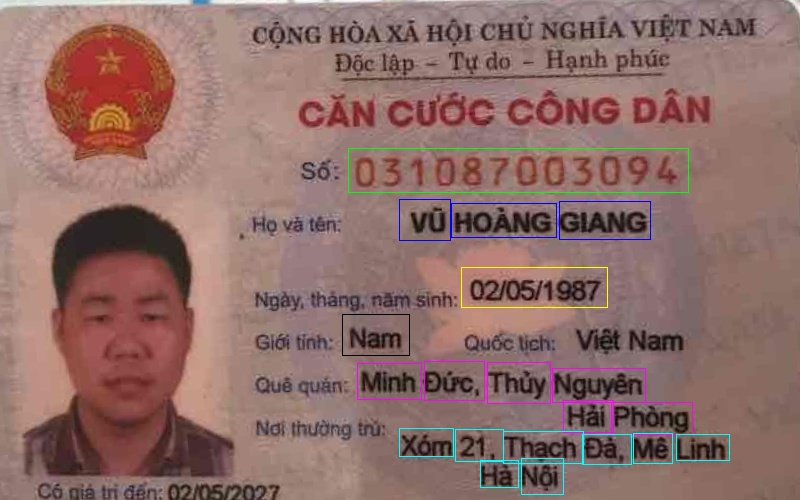 CỘNG HÒA XÃ HỘI CHỦ NGHĨA VIỆT NAM
Độc lập - Tự do - Hạnh phúc
CĂN CƯỚC CÔNG DÂN
Số: 031087003094
Họ và tên: VŨ HOÀNG GIANG
Ngày, tháng, năm sinh: 02/05/1987
Giới tính: Nam Quốc tịch: Việt Nam
Quê quán: Minh Đức, Thủy Nguyên
Hải Phòng
Nơi thường trú: Xóm 21, Thạch Đà, Mê Linh
Hà Nội
Có giá trị đến: 02/05/2027